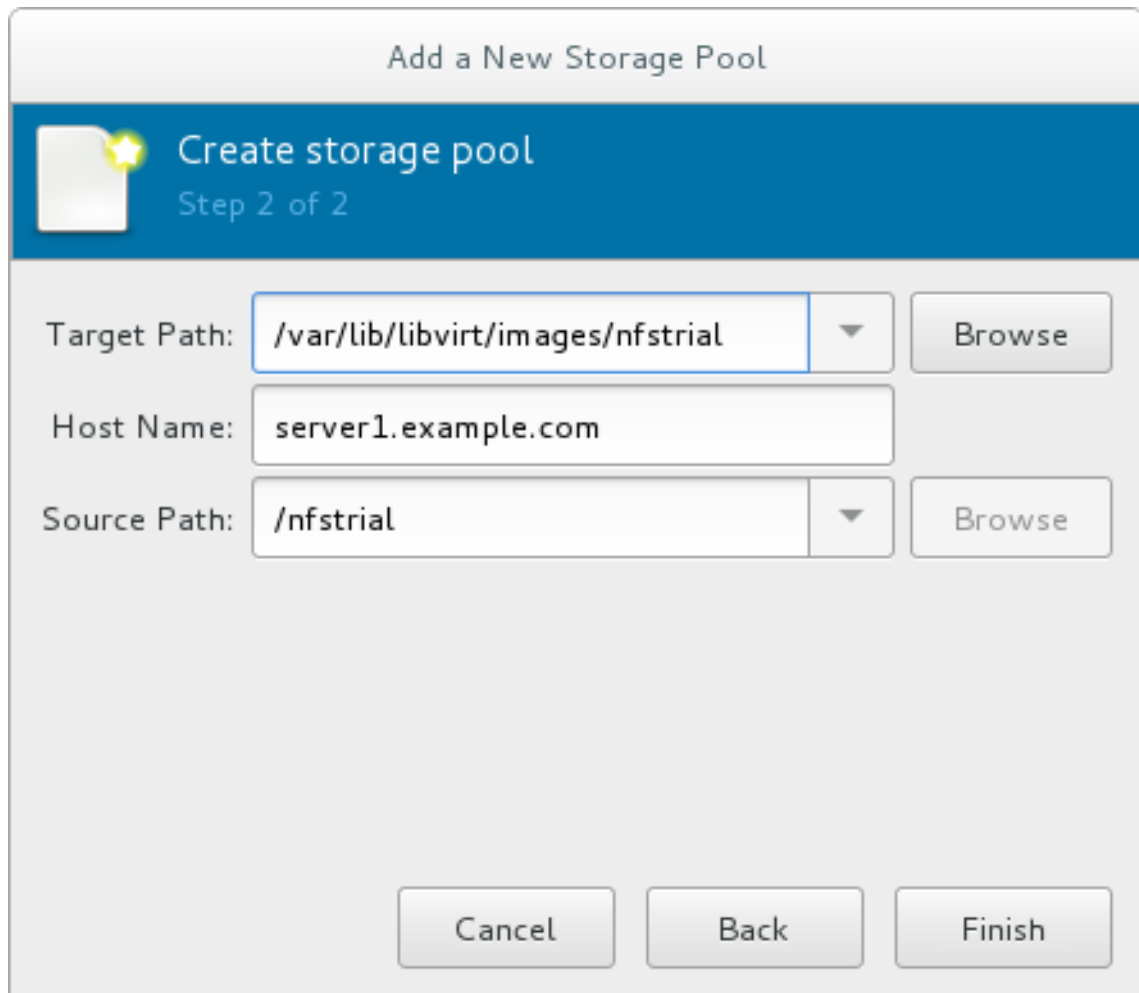 Add a New Storage Pool
Create storage pool
Step 2 of 2
Target Path: /var/lib/libvirt/images/nfstrial Browse
Host Name: server1.example.com
Source Path: /nfstrial Browse
Cancel Back Finish